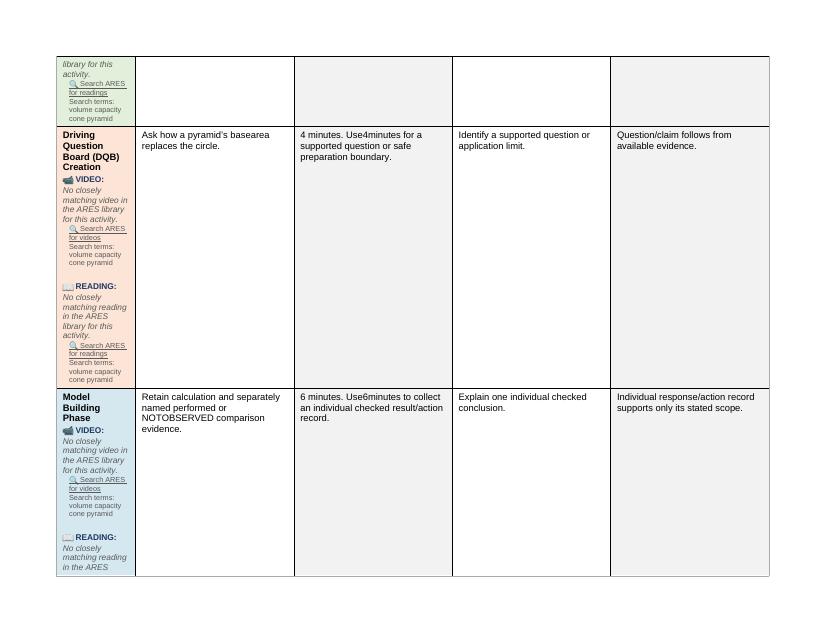 library for this
activity.
🔍 Search ARES
for readings
Search terms:
volume capacity
cone pyramid
Driving
Question
Board (DQB)
Creation
📹 VIDEO:
No closely
matching video in
the ARES library
for this activity.
🔍 Search ARES
for videos
Search terms:
volume capacity
cone pyramid
📖 READING:
No closely
matching reading
in the ARES
library for this
activity.
🔍 Search ARES
for readings
Search terms:
volume capacity
cone pyramid
Ask how a pyramid’s basearea
replaces the circle.
4 minutes. Use4minutes for a
supported question or safe
preparation boundary.
Identify a supported question or
application limit.
Question/claim follows from
available evidence.
Model
Building
Phase
📹 VIDEO:
No closely
matching video in
the ARES library
for this activity.
🔍 Search ARES
for videos
Search terms:
volume capacity
cone pyramid
📖 READING:
No closely
matching reading
in the ARES
Retain calculation and separately
named performed or
NOTOBSERVED comparison
evidence.
6 minutes. Use6minutes to collect
an individual checked result/action
record.
Explain one individual checked
conclusion.
Individual response/action record
supports only its stated scope.